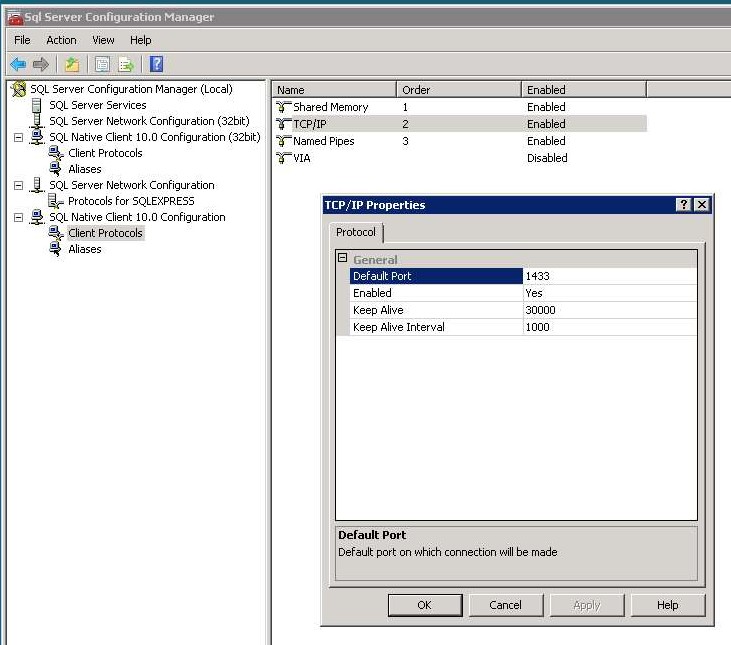 Sql Server Configuration Manager
File Action View Help
SQL Server Configuration Manager (Local)
SQL Server Services
SQL Server Network Configuration (32bit)
SQL Native Client 10.0 Configuration (32bit)
Client Protocols
Aliases
SQL Server Network Configuration
Protocols for SQLEXPRESS
SQL Native Client 10.0 Configuration
Client Protocols
Aliases
Name Order Enabled
Shared Memory 1 Enabled
TCP/IP 2 Enabled
Named Pipes 3 Enabled
VIA Disabled
TCP/IP Properties
Protocol
General
Default Port 1433
Enabled Yes
Keep Alive 30000
Keep Alive Interval 1000
Default Port
Default port on which connection will be made
OK Cancel Apply Help